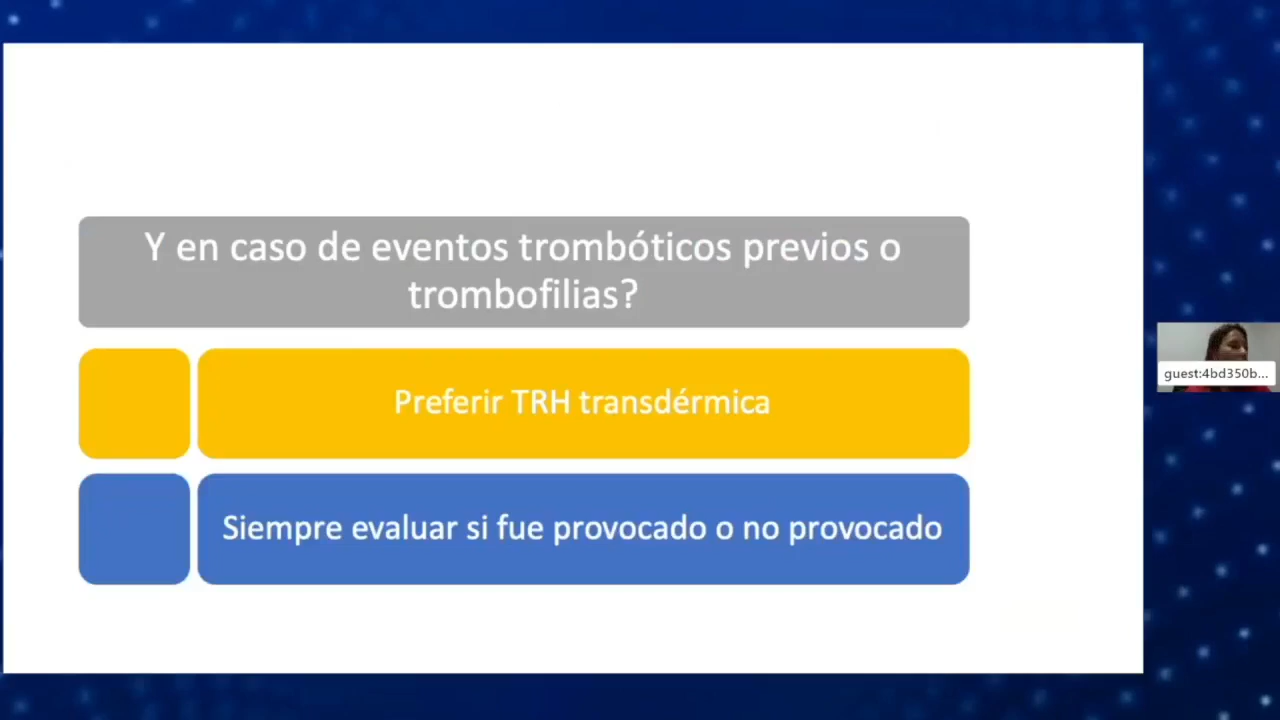 Y en caso de eventos trombóticos previos o
trombofilias?
Preferir TRH transdérmica
Siempre evaluar si fue provocado o no provocado
guest:4bd350b...